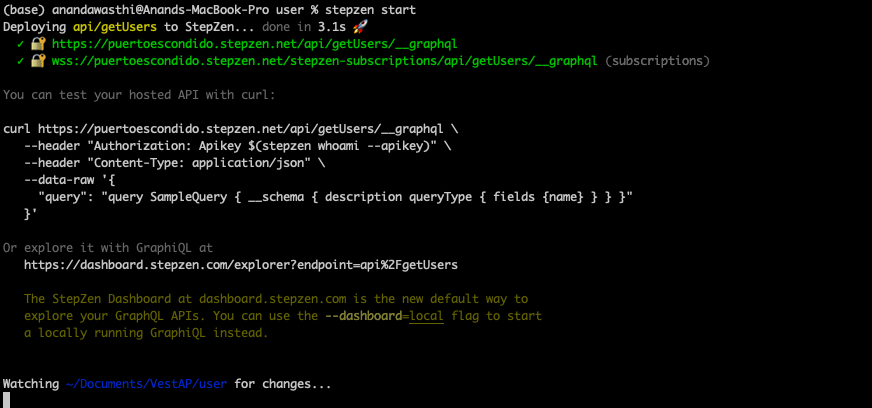 (base) anandawasthi@Anands-MacBook-Pro user % stepzen start
Deploying api/getUsers to StepZen... done in 3.1s 🚀
✓ 🔐 https://puertoescondido.stepzen.net/api/getUsers/__graphql
✓ 🔐 wss://puertoescondido.stepzen.net/stepzen-subscriptions/api/getUsers/__graphql (subscriptions)
You can test your hosted API with curl:
curl https://puertoescondido.stepzen.net/api/getUsers/__graphql \
--header "Authorization: Apikey $(stepzen whoami --apikey)" \
--header "Content-Type: application/json" \
--data-raw '{
"query": "query SampleQuery { __schema { description queryType { fields {name} } } }"
}'
Or explore it with GraphiQL at
https://dashboard.stepzen.com/explorer?endpoint=api%2FgetUsers
The StepZen Dashboard at dashboard.stepzen.com is the new default way to
explore your GraphQL APIs. You can use the --dashboard=local flag to start
a locally running GraphiQL instead.
Watching ~/Documents/VestAP/user for changes...